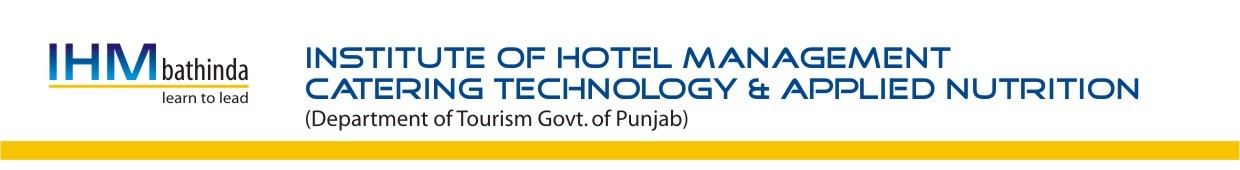 IHM bathinda
learn to lead
INSTITUTE OF HOTEL MANAGEMENT
CATERING TECHNOLOGY & APPLIED NUTRITION
(Department of Tourism Govt. of Punjab)